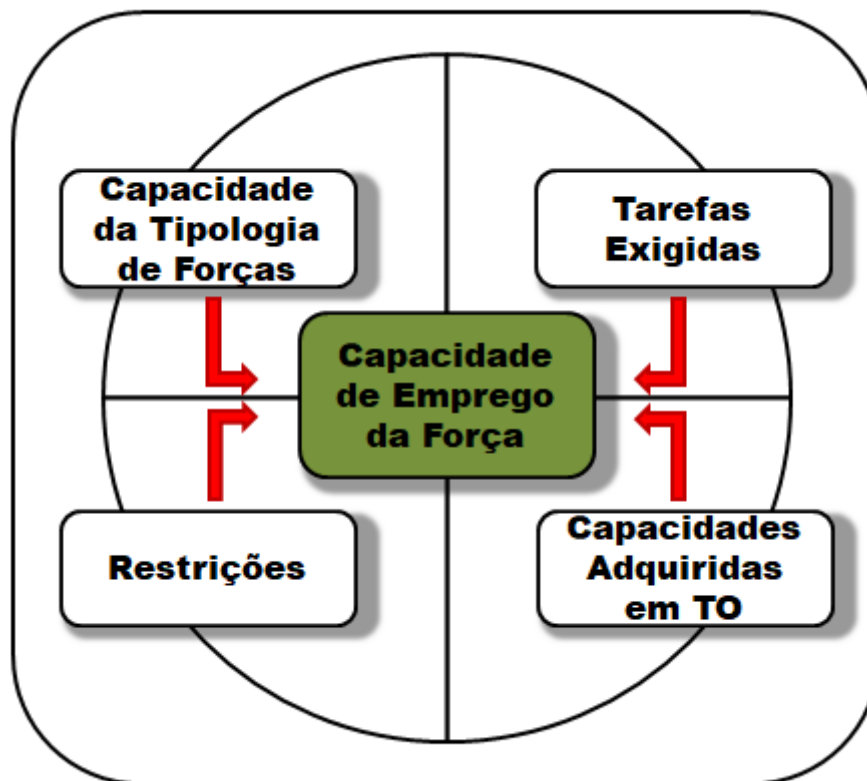 Capacidade
da Tipologia
de Forças
Tarefas
Exigidas
Capacidade
de Emprego
da Força
Restrições
Capacidades
Adquiridas
em TO